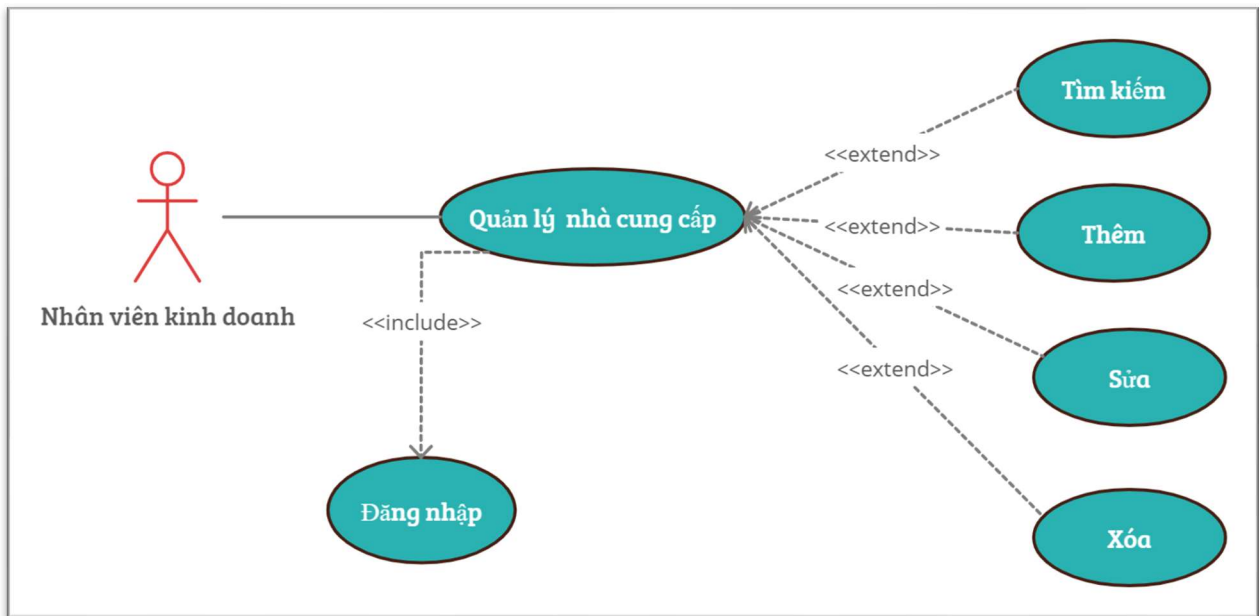 Tìm kiếm
<<extend>>
Quản lý nhà cung cấp
<<extend>>
Thêm
<<extend>>
Nhân viên kinh doanh
<<include>>
<<extend>>
Sửa
Đăng nhập
Xóa